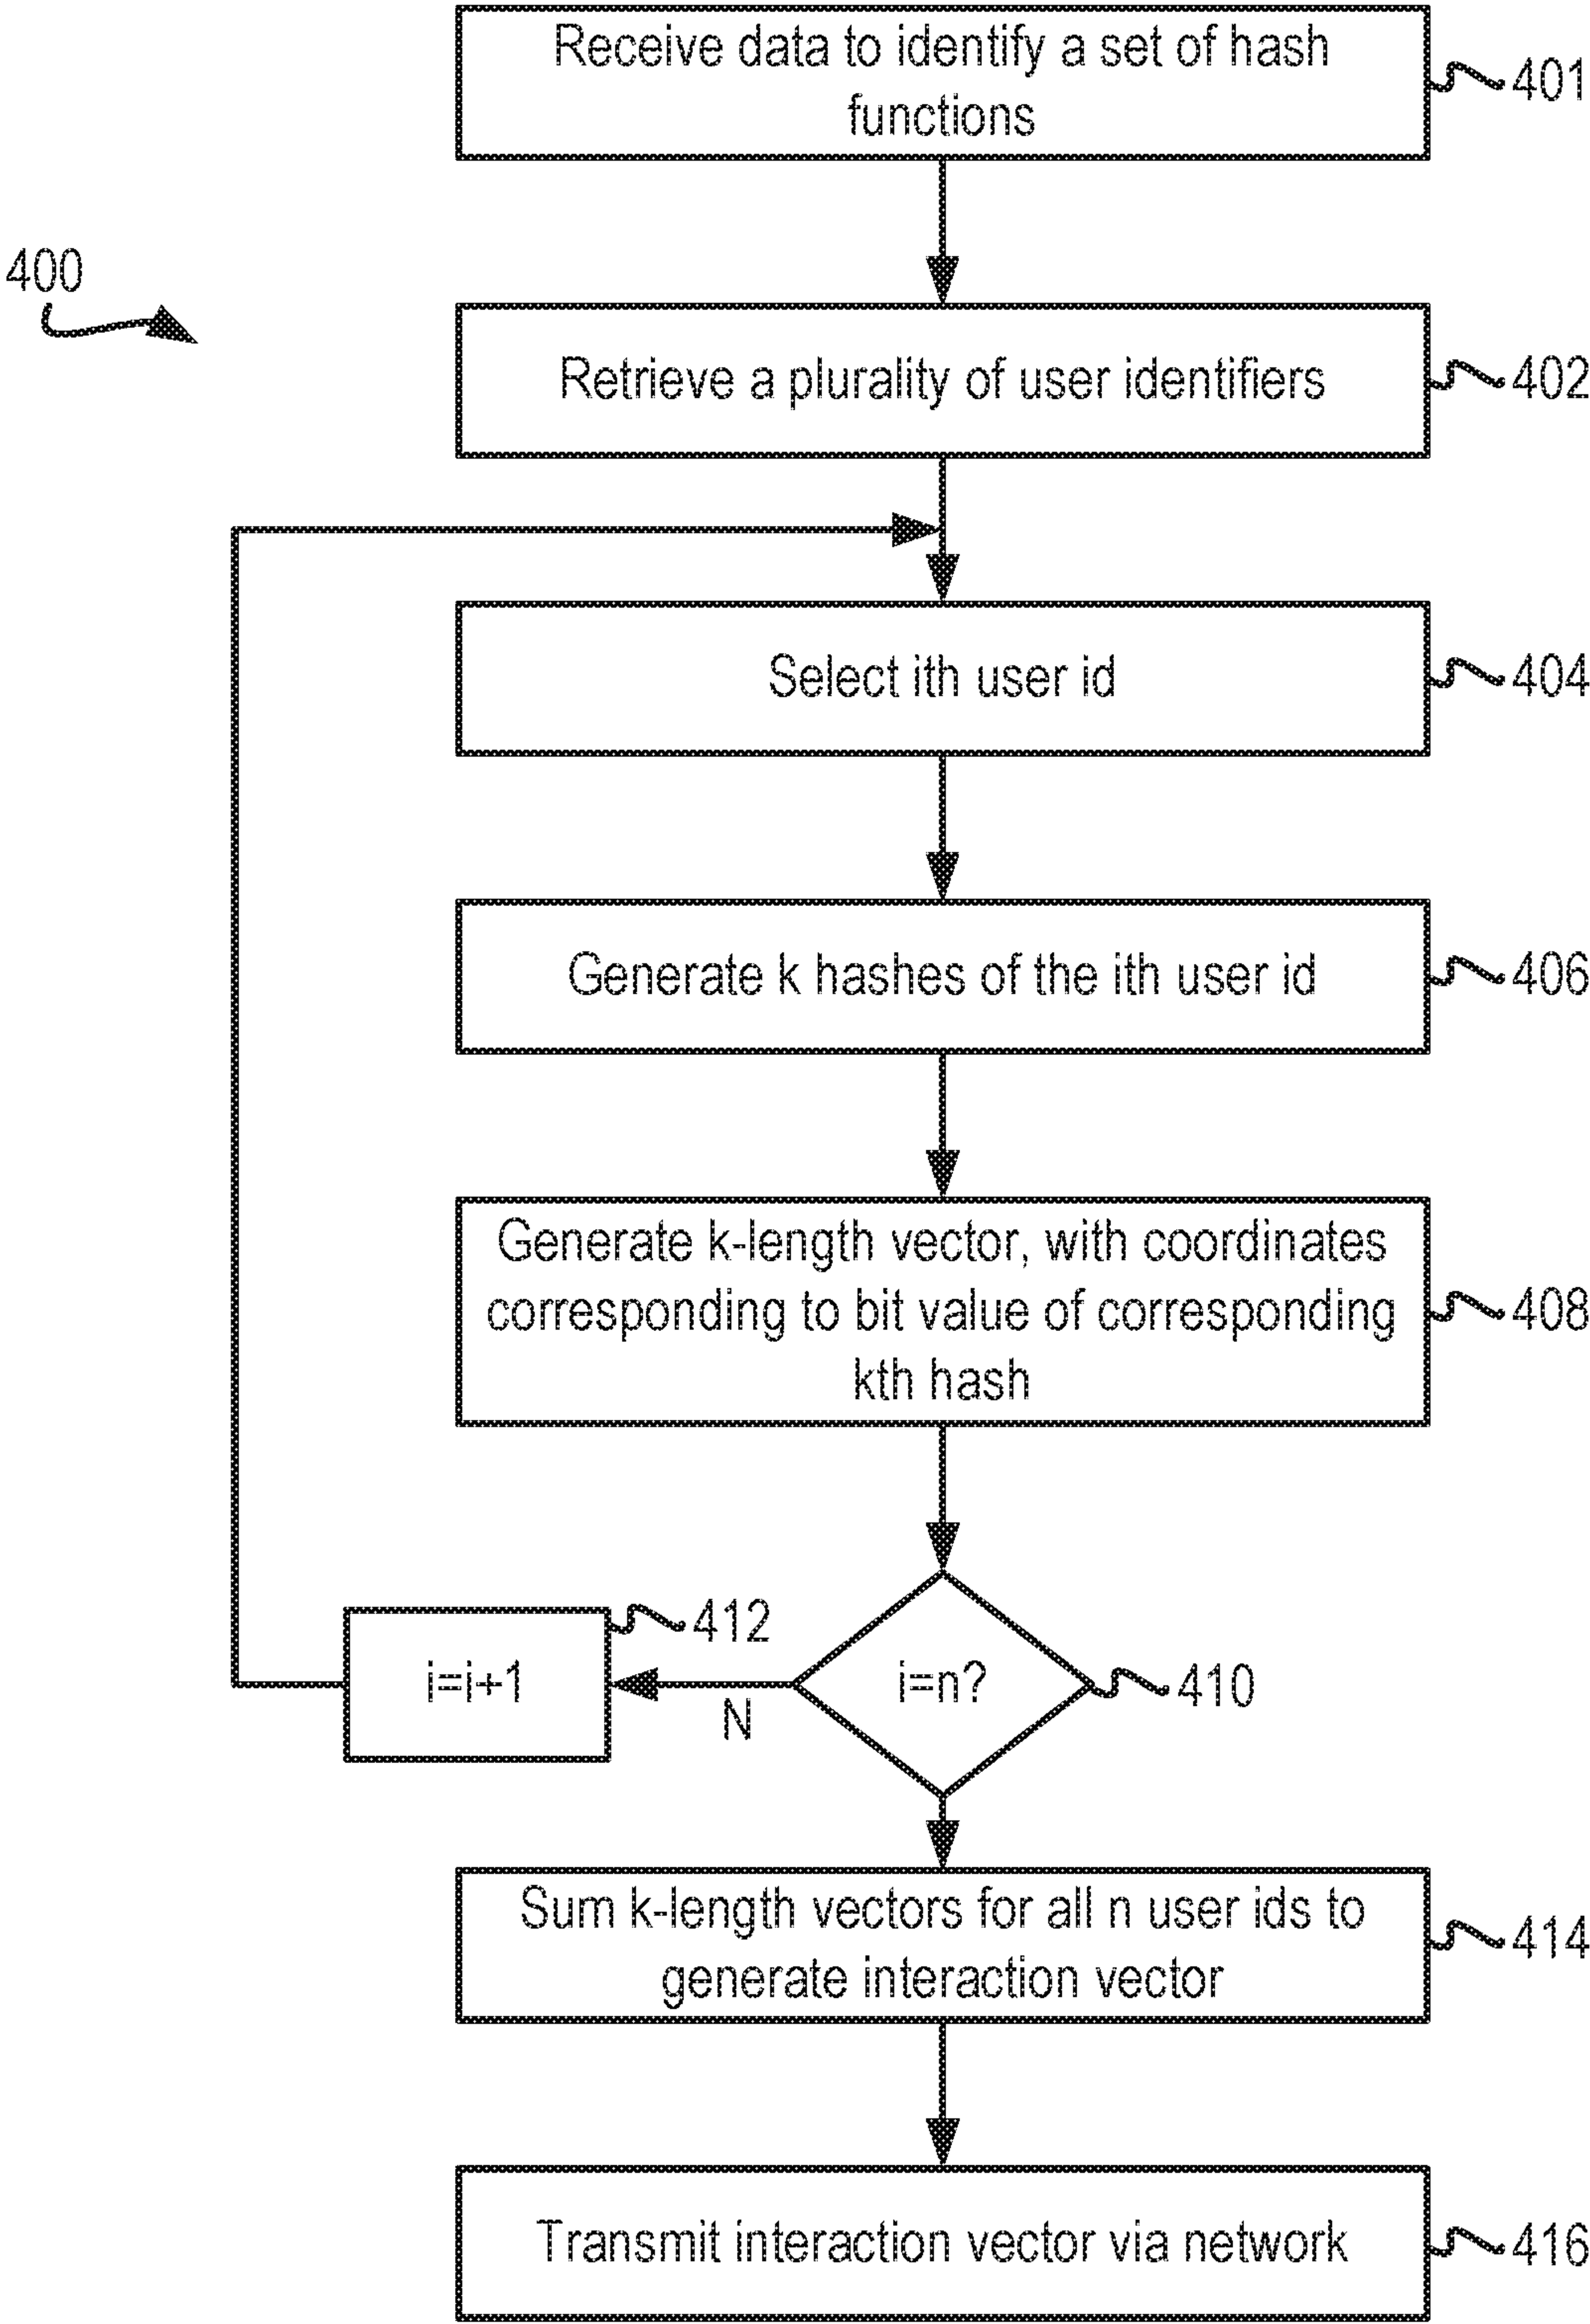 Receive data to identify a set of hash
functions
401
400
Retrieve a plurality of user identifiers
402
Select ith user id
404
Generate k hashes of the ith user id
406
Generate k-length vector, with coordinates
corresponding to bit value of corresponding
kth hash
408
412
i=i+1
N
i=n?
410
Sum k-length vectors for all n user ids to
generate interaction vector
414
Transmit interaction vector via network
416